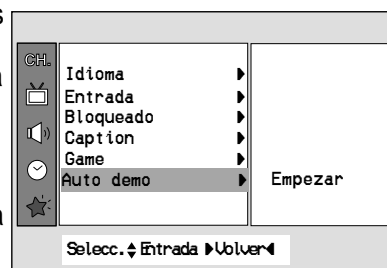 s
CH.
a
Idioma
Entrada
Bloqueado
Caption
Game
Auto demo Empezar
a
Selecc. Entrada Volver